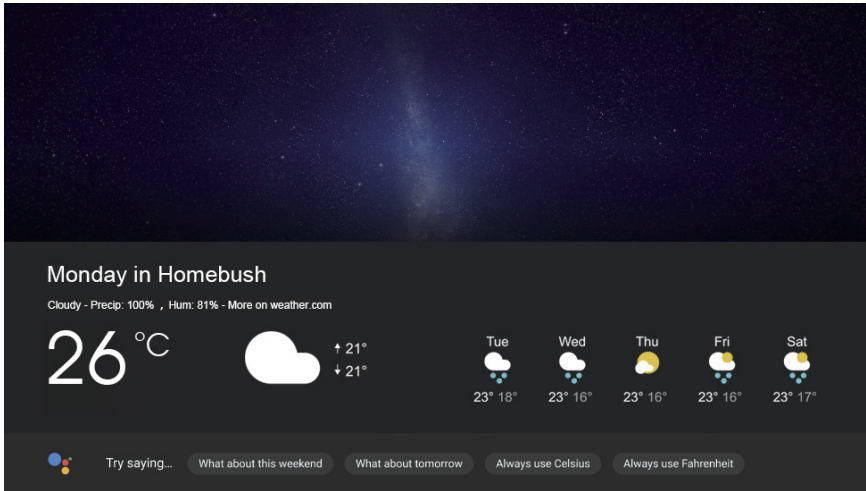 Monday in Homebush
Cloudy - Precip: 100% , Hum: 81% - More on weather.com
26 °C
↑ 21°
↓ 21°
Tue Wed Thu Fri Sat
23° 18° 23° 16° 23° 16° 23° 16° 23° 17°
Try saying... What about this weekend What about tomorrow Always use Celsius Always use Fahrenheit